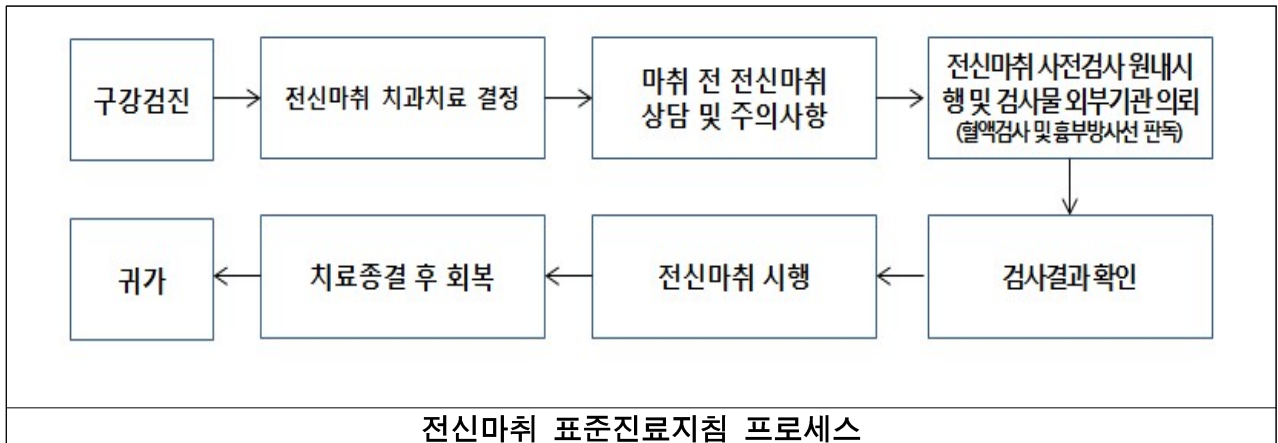 구강검진
전신마취 치과치료 결정
마취 전 전신마취
상담 및 주의사항
전신마취 사전검사 원내시
행 및 검사물 외부기관 의뢰
(혈액검사 및 흉부방사선 판독)
검사결과 확인
전신마취 시행
치료종결 후 회복
귀가
전신마취 표준진료지침 프로세스